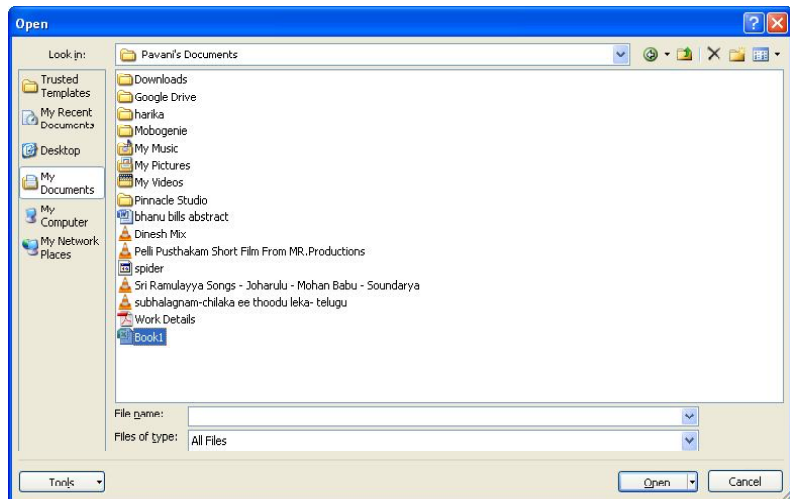 Open
Look in:
Pavani's Documents
Trusted
Templates
My Recent
Documents
Desktop
My
Documents
My
Computer
My Network
Places
Downloads
Google Drive
harika
Mobogenie
My Music
My Pictures
My Videos
Pinnacle Studio
bhanu bills abstract
Dinesh Mix
Pelli Pusthakam Short Film From MR.Productions
spider
Sri Ramulayya Songs - Joharulu - Mohan Babu - Soundarya
subhalagnam-chilaka ee thoodu leka- telugu
Work Details
Book1
File name:
Files of type: All Files
Tools
Open
Cancel